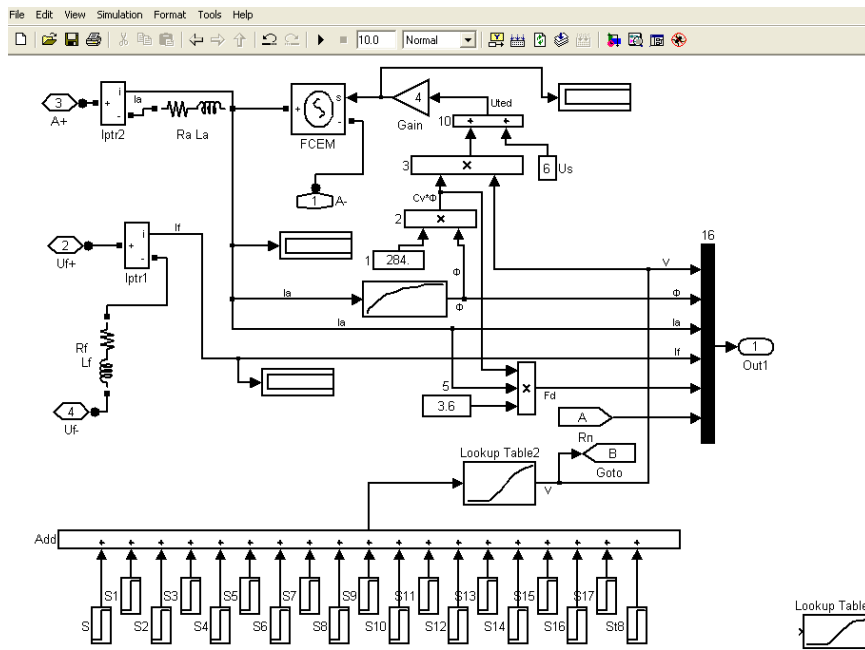 File Edit View Simulation Format Tools Help
10.0 Normal
3
A+
+ i -
Iptr2
Ia
Ra La
+ s -
FCEM
4
Gain
Uted
10
+ +
6
Us
3
×
1
A-
Cv*Φ
2
×
1
284.
Φ
16
2
Uf+
+ i -
Iptr1
If
V
Ia
Φ
Φ
Ia
Ia
If
1
Out1
Rf
Lf
4
Uf-
5
3.6
×
Fd
A
Rn
B
Goto
Lookup Table2
V
Add
+ + + + + + + + + + + + + + + + + + +
S1 S3 S5 S7 S9 S11 S13 S15 S17
S S2 S4 S6 S8 S10 S12 S14 S16 St8
Lookup Table